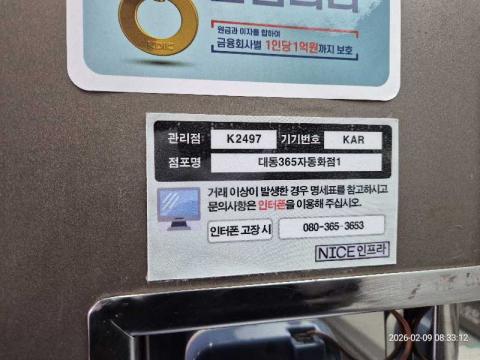 원금과 이자를 합하여
금융회사별 1인당 1억원까지 보호
관리점 K2497 기기번호 KAR
점포명 대동365자동화점1
거래 이상이 발생한 경우 명세표를 참고하시고
문의사항은 인터폰을 이용해 주십시오.
인터폰 고장 시 080-365-3653
NICE인프라
2026-02-09 08:33:12